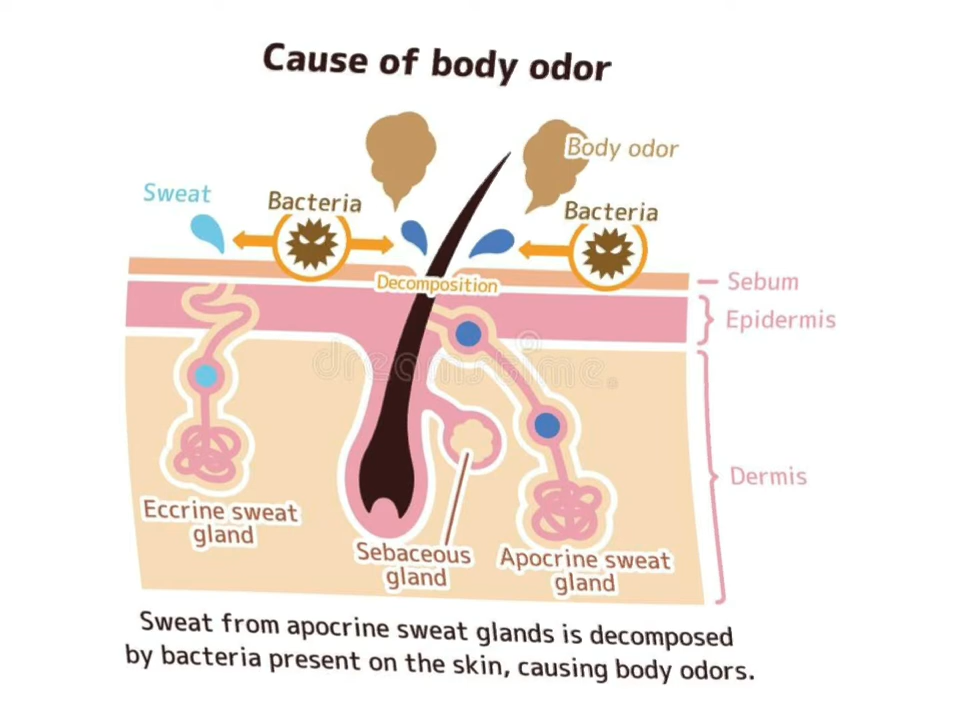 Cause of body odor
Body odor
Sweat
Bacteria
Bacteria
Decomposition
Sebum
Epidermis
dreamstime.
Dermis
Eccrine sweat
gland
Sebaceous
gland
Apocrine sweat
gland
Sweat from apocrine sweat glands is decomposed
by bacteria present on the skin, causing body odors.